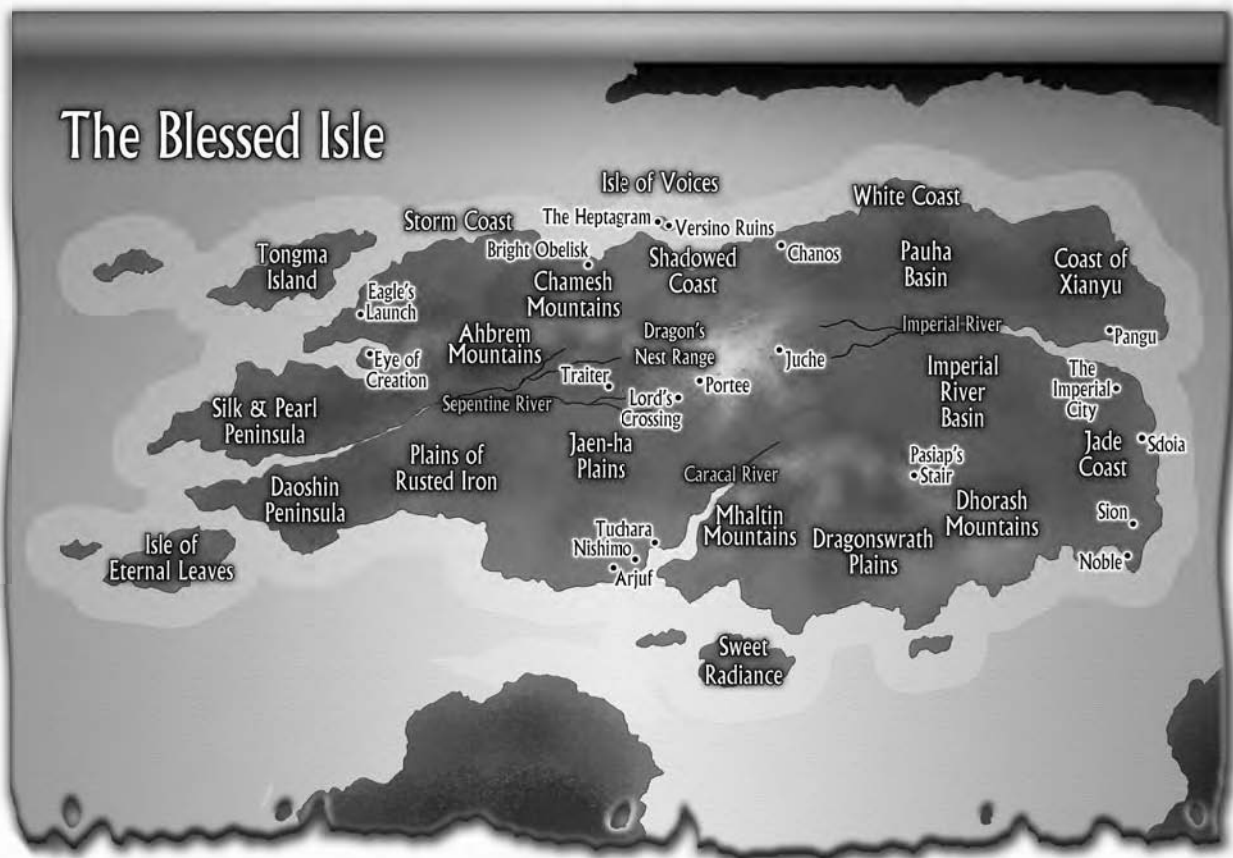 The Blessed Isle
Isle of Voices
White Coast
Storm Coast
The Heptagram
Versino Ruins
Bright Obelisk
Chanos
Tongma
Island
Shadowed
Coast
Pauha
Basin
Coast of
Xianyu
Chamesh
Mountains
Eagle's
Launch
Ahbrem
Mountains
Dragon's
Nest Range
Imperial River
Pangu
Eye of
Creation
Traiter
Portee
Juche
Imperial
River
Basin
The
Imperial
City
Silk & Pearl
Peninsula
Sepentine River
Lord's
Crossing
Jade
Coast
Sdoia
Plains of
Rusted Iron
Jaen-ha
Plains
Caracal River
Pasiap's
Stair
Daoshin
Peninsula
Mhaltin
Mountains
Dhorash
Mountains
Sion
Isle of
Eternal Leaves
Tuchara
Nishimo
Arjuf
Dragonswrath
Plains
Noble
Sweet
Radiance